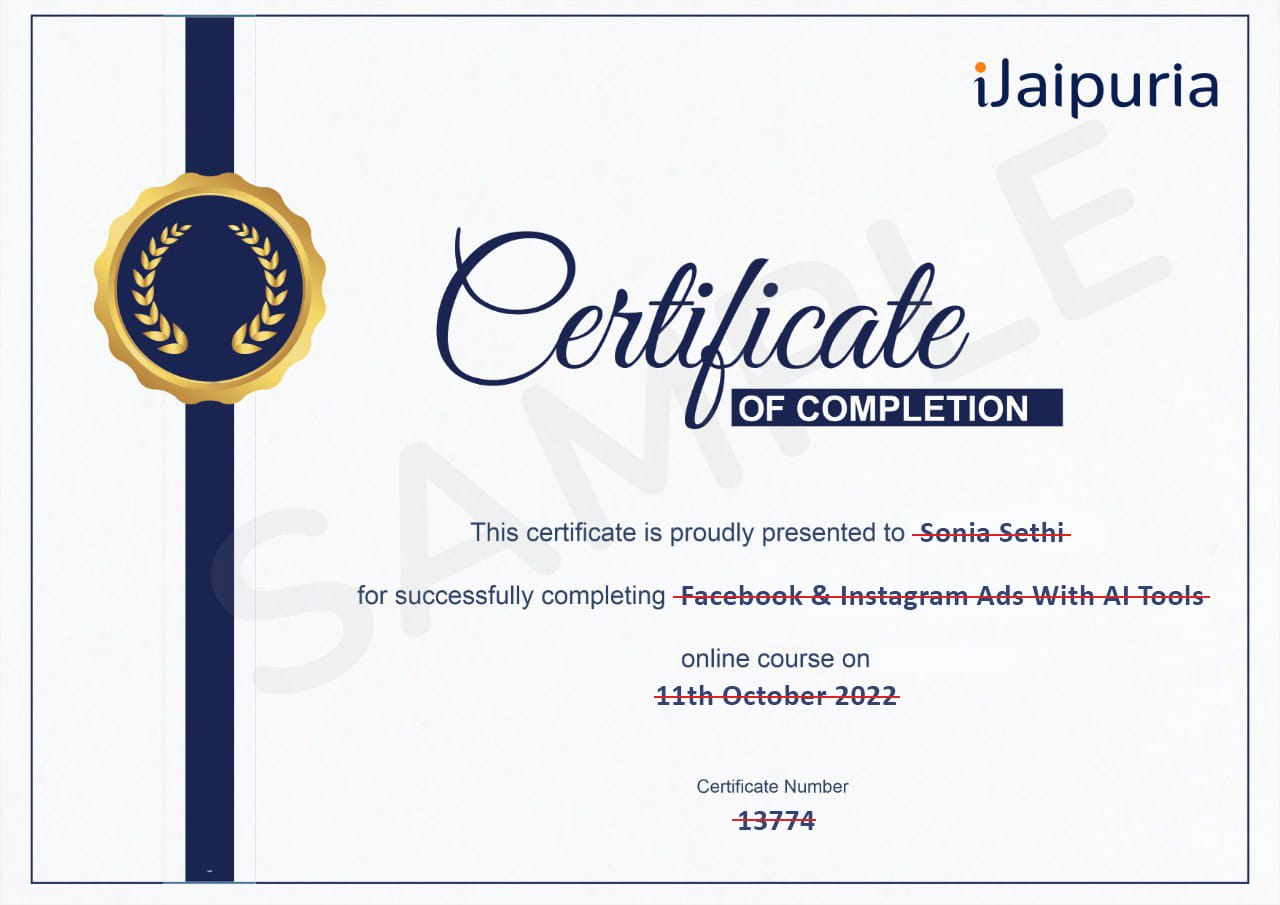 iJaipuria
SAMPLE
Certificate
OF COMPLETION
This certificate is proudly presented to Sonia Sethi
for successfully completing Facebook & Instagram Ads With AI Tools
online course on
11th October 2022
Certificate Number
13774